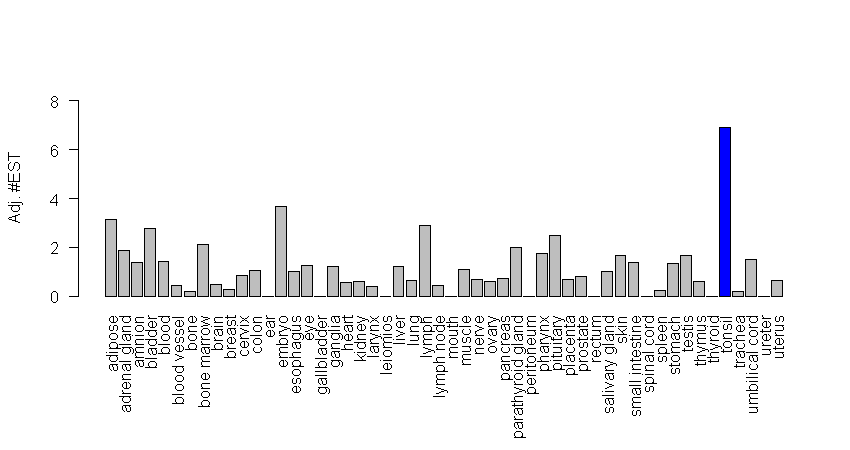 8
6
4
2
0
Adj. #EST
adipose
adrenal gland
amnion
bladder
blood
blood vessel
bone
bone marrow
brain
breast
cervix
colon
ear
embryo
esophagus
eye
gallbladder
ganglia
heart
kidney
larynx
leiomios
liver
lung
lymph
lymph node
mouth
muscle
nerve
ovary
pancreas
parathyroid gland
peritoneum
pharynx
pituitary
placenta
prostate
rectum
salivary gland
skin
small intestine
spinal cord
spleen
stomach
testis
thymus
thyroid
tonsil
trachea
umbilical cord
ureter
uterus